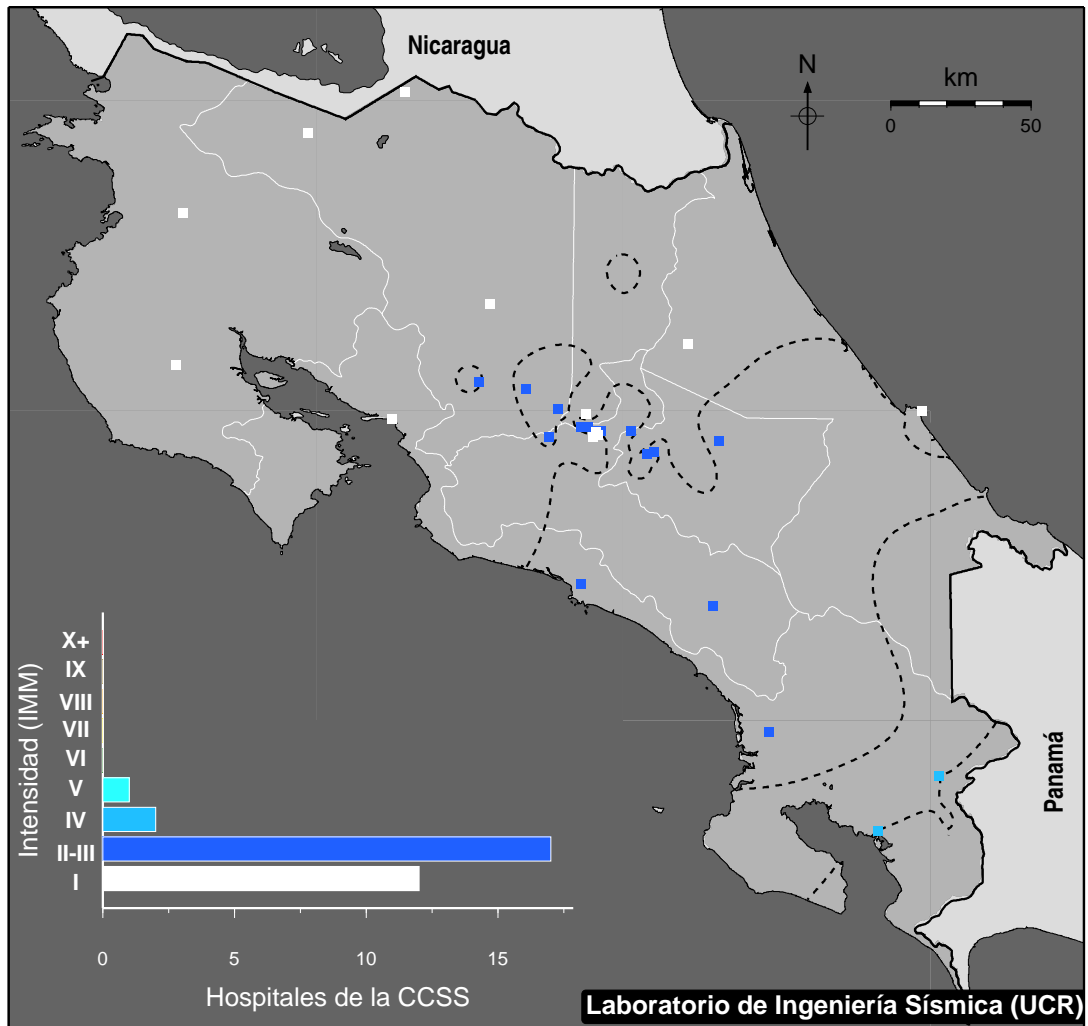 Nicaragua
N
km
0 50
Panamá
Intensidad (IMM)
X+
IX
VIII
VII
VI
V
IV
II-III
I
0 5 10 15
Hospitales de la CCSS
Laboratorio de Ingeniería Sísmica (UCR)